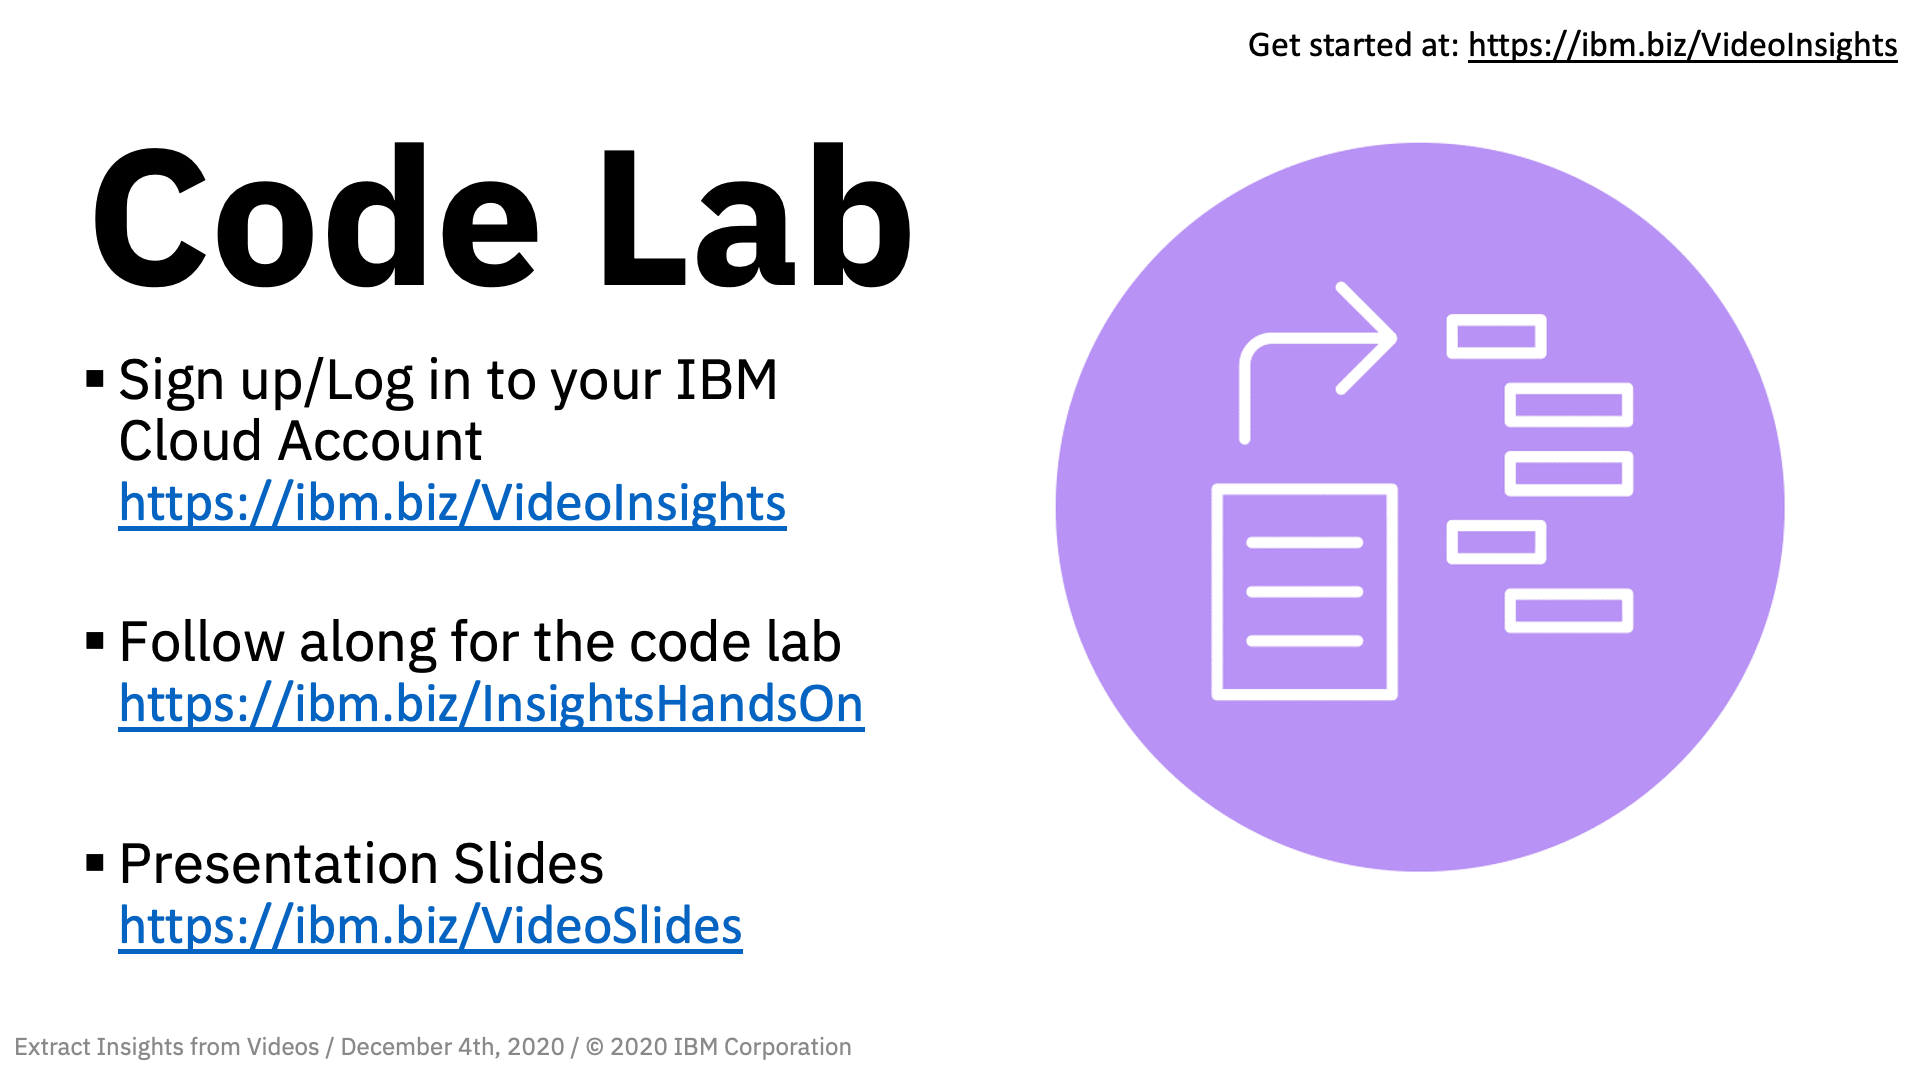 Get started at: https://ibm.biz/VideoInsights
Code Lab
▪ Sign up/Log in to your IBM
Cloud Account
https://ibm.biz/VideoInsights
▪ Follow along for the code lab
https://ibm.biz/InsightsHandsOn
▪ Presentation Slides
https://ibm.biz/VideoSlides
Extract Insights from Videos / December 4th, 2020 / © 2020 IBM Corporation